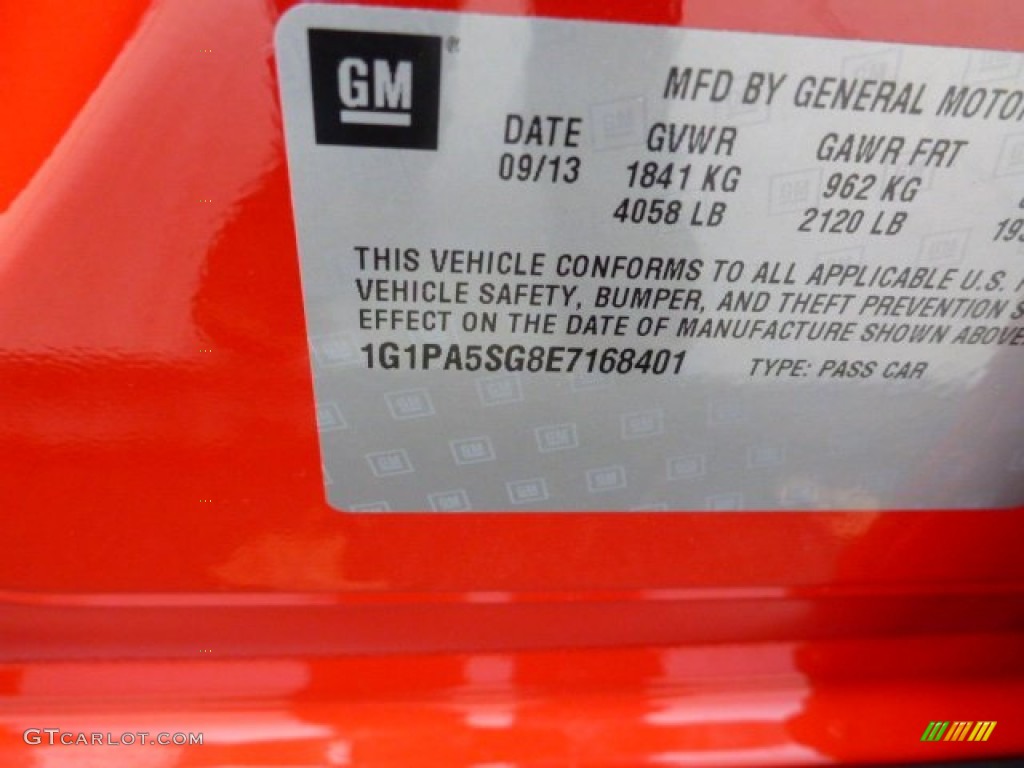 GM®
MFD BY GENERAL MOTOR
DATE GVWR GAWR FRT
09/13 1841 KG 962 KG
4058 LB 2120 LB 193
THIS VEHICLE CONFORMS TO ALL APPLICABLE U.S.
VEHICLE SAFETY, BUMPER, AND THEFT PREVENTION S
EFFECT ON THE DATE OF MANUFACTURE SHOWN ABOVE
1G1PA5SG8E7168401 TYPE: PASS CAR
GTCARLOT.COM